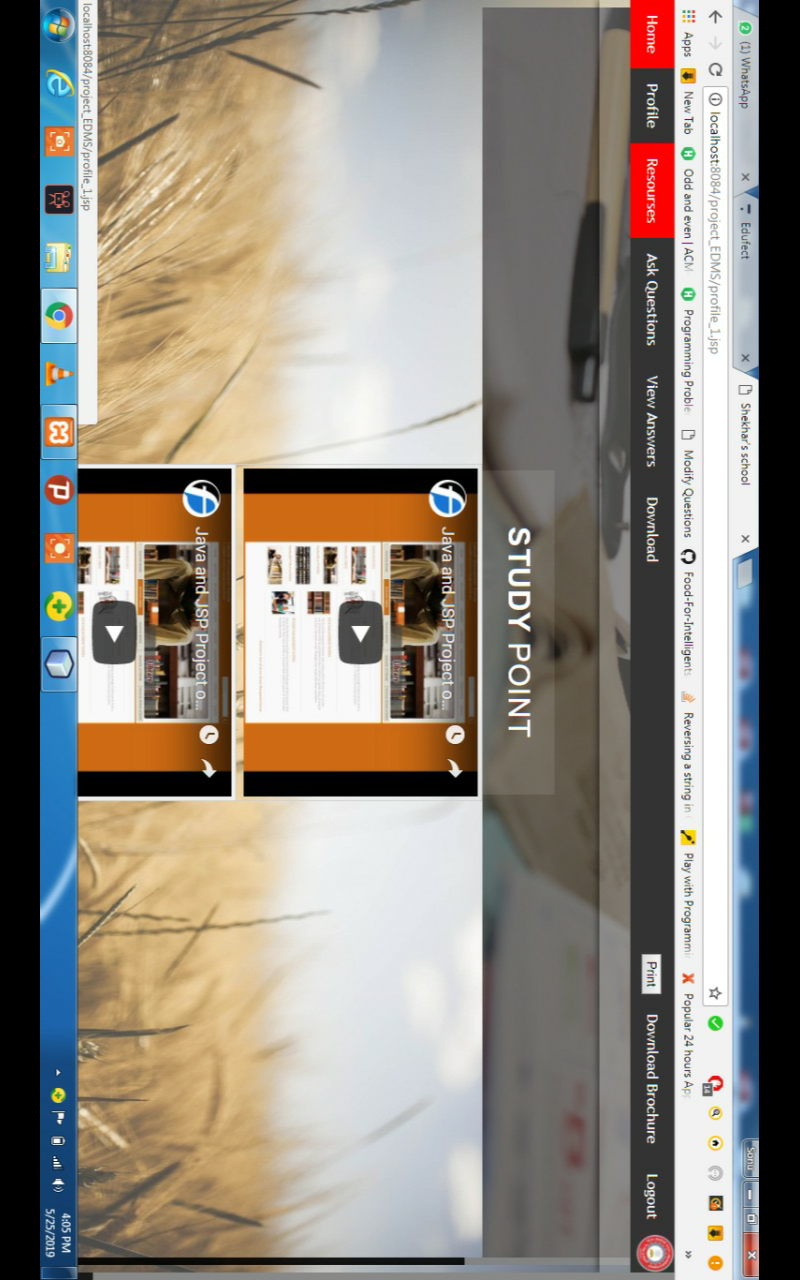 (1) WhatsApp
Edufect
Shekhar's school
Sonu
localhost:8084/project_EDMS/profile_1.jsp
14
Apps
New Tab
Odd and even | ACM
Programming Proble
Modify Questions
Food-For-Intelligents
Reversing a string in
Play with Programmi
Popular 24 hours Ap
»
Home
Profile
Resourses
Ask Questions
View Answers
Download
Print
Download Brochure
Logout
STUDY POINT
Java and JSP Project o...
Java and JSP Project o...
localhost:8084/project_EDMS/profile_1.jsp
4:05 PM
5/25/2019